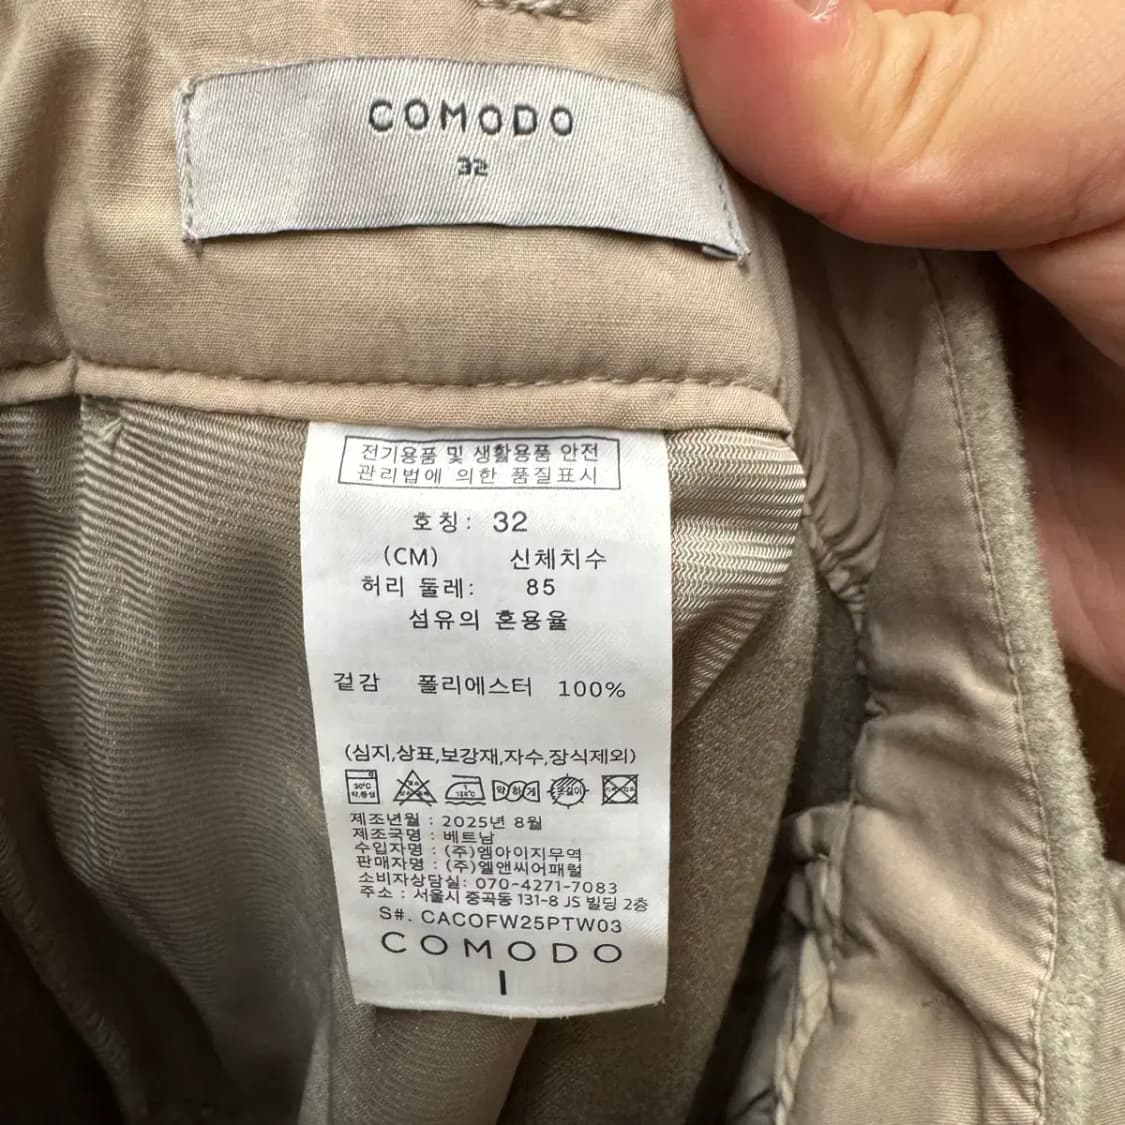 COMODO
32
전기용품 및 생활용품 안전
관리법에 의한 품질표시
호칭: 32
(CM) 신체치수
허리 둘레: 85
섬유의 혼용율
겉감 폴리에스터 100%
(심지,상표,보강재,자수,장식제외)
약하게 손질이
제조년월 : 2025년 8월
제조국명 : 베트남
수입자명 : (주)엠아이지무역
판매자명 : (주)엘앤씨어패럴
소비자상담실: 070-4271-7083
주소 : 서울시 중곡동 131-8 JS 빌딩 2층
S#. CACOFW25PTW03
COMODO
I